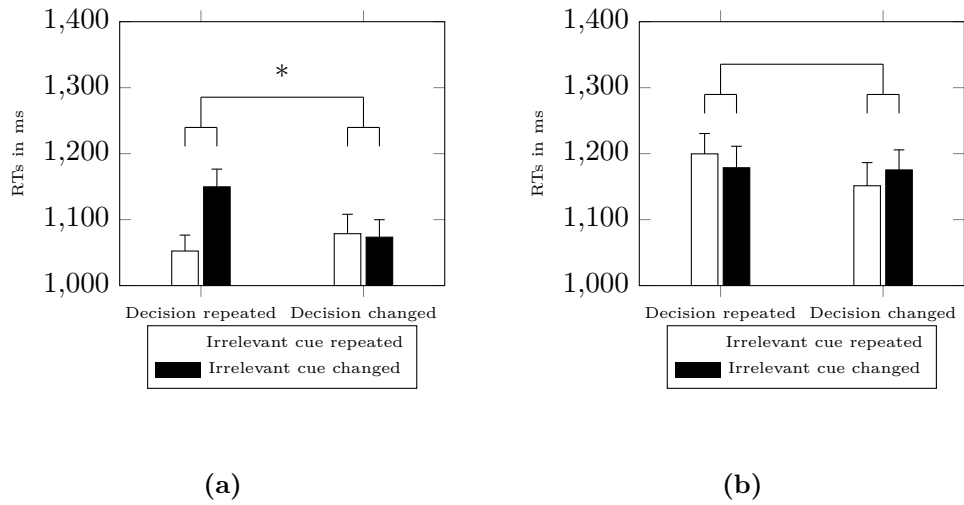 1,400
1,300
1,200
1,100
1,000
RTs in ms
*
Decision repeated Decision changed
Irrelevant cue repeated
Irrelevant cue changed
(a)
1,400
1,300
1,200
1,100
1,000
RTs in ms
Decision repeated Decision changed
Irrelevant cue repeated
Irrelevant cue changed
(b)